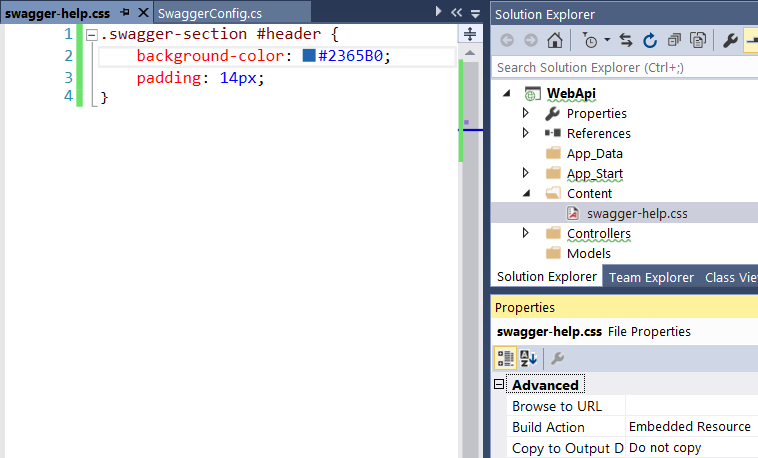 swagger-help.css
SwaggerConfig.cs
1 .swagger-section #header {
2 background-color: #2365B0;
3 padding: 14px;
4 }
Solution Explorer
Search Solution Explorer (Ctrl+;)
WebApi
Properties
References
App_Data
App_Start
Content
swagger-help.css
Controllers
Models
Solution Explorer Team Explorer Class Vie
Properties
swagger-help.css File Properties
Advanced
Browse to URL
Build Action Embedded Resource
Copy to Output D Do not copy